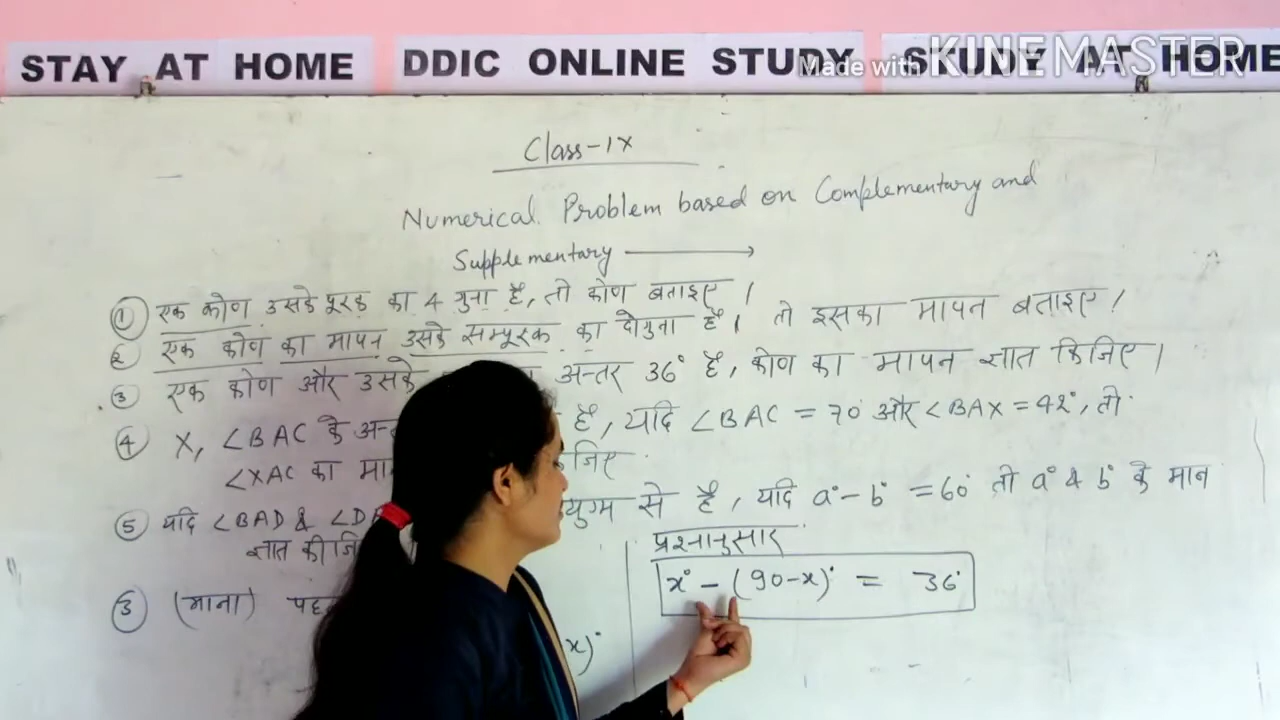 STAY AT HOME DDIC ONLINE STUDY STUDY AT HOME
Made with KINEMASTER
Class-IX
Numerical Problem based on Complementary and
Supplementary
① एक कोण उसके पूरक का 4 गुना है, तो कोण बताइए।
② एक कोण का मापन उसके सम्पूरक का दोगुना है। तो इसका मापन बताइए।
③ एक कोण और उसके अन्तर 36° है, कोण का मापन ज्ञात किजिए।
④ X, ∠BAC के है, यदि ∠BAC = 70° और ∠BAX = 42°, तो
∠XAC का
⑤ यदि ∠BAD & युग्म से है, यदि a° - b° = 60° तो a° & b° के मान
ज्ञात
प्रश्नानुसार
x° - (90-x)° = 36°
③ (माना)
x)°